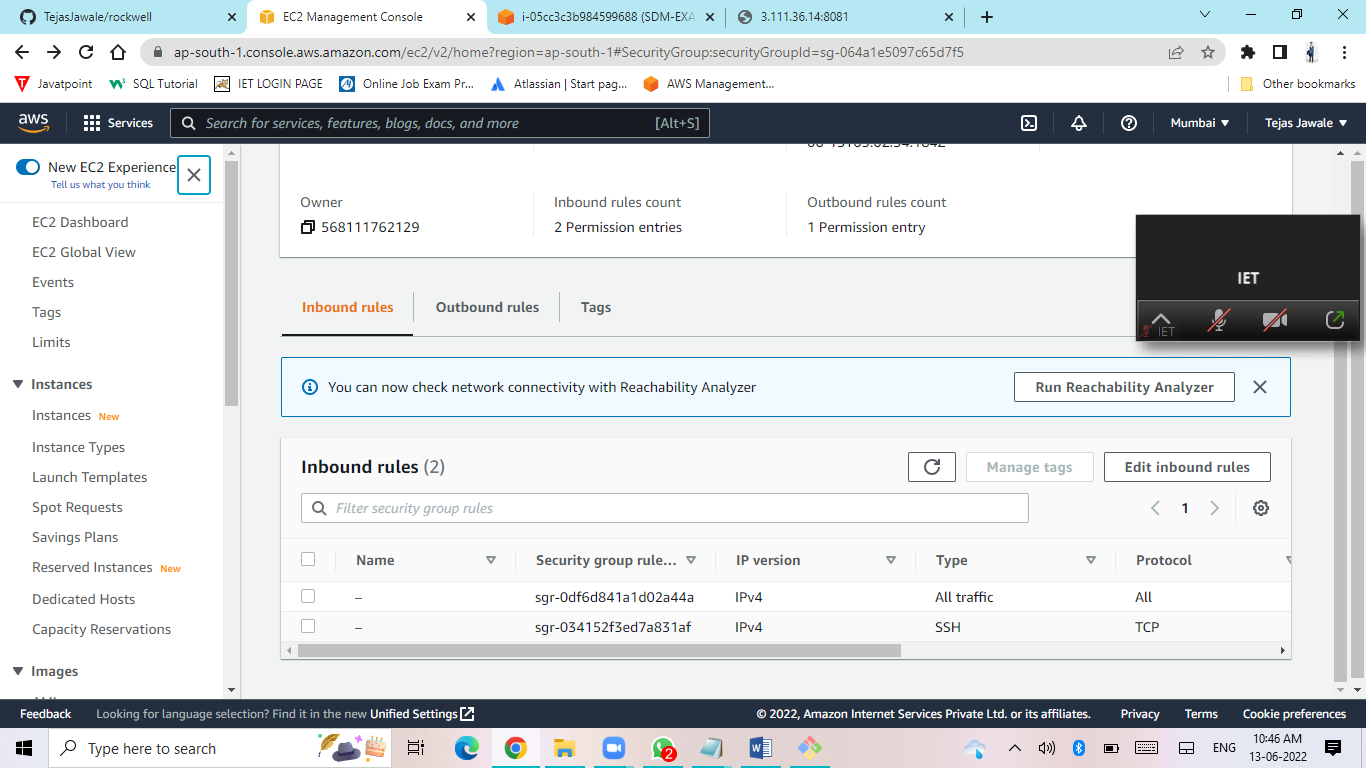 TejasJawale/rockwell
EC2 Management Console
i-05cc3c3b984599688 (SDM-EXA
3.111.36.14:8081
ap-south-1.console.aws.amazon.com/ec2/v2/home?region=ap-south-1#SecurityGroup:securityGroupId=sg-064a1e5097c65d7f5
Javatpoint
SQL Tutorial
IET LOGIN PAGE
Online Job Exam Pr...
Atlassian | Start pag...
AWS Management...
Other bookmarks
aws
Services
Search for services, features, blogs, docs, and more
[Alt+S]
Mumbai
Tejas Jawale
New EC2 Experience
Tell us what you think
EC2 Dashboard
EC2 Global View
Events
Tags
Limits
Instances
Instances New
Instance Types
Launch Templates
Spot Requests
Savings Plans
Reserved Instances New
Dedicated Hosts
Capacity Reservations
Images
Owner
568111762129
Inbound rules count
2 Permission entries
Outbound rules count
1 Permission entry
IET
IET
Inbound rules
Outbound rules
Tags
You can now check network connectivity with Reachability Analyzer
Run Reachability Analyzer
Inbound rules (2)
Manage tags
Edit inbound rules
Filter security group rules
1
Name
Security group rule...
IP version
Type
Protocol
– sgr-0df6d841a1d02a44a IPv4 All traffic All
– sgr-034152f3ed7a831af IPv4 SSH TCP
Feedback
Looking for language selection? Find it in the new Unified Settings
© 2022, Amazon Internet Services Private Ltd. or its affiliates.
Privacy
Terms
Cookie preferences
Type here to search
2
ENG
10:46 AM
13-06-2022